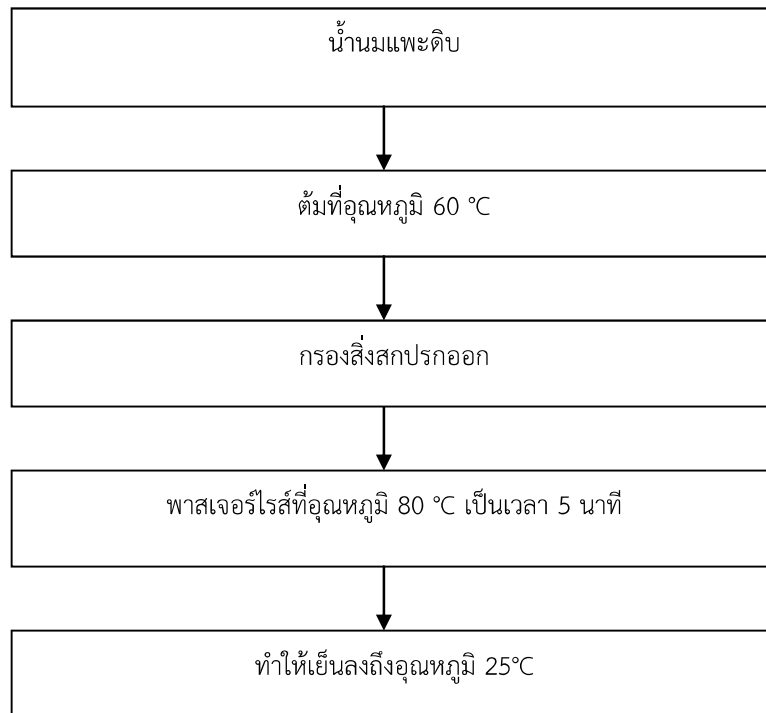 น้ำนมแพะดิบ
ต้มที่อุณหภูมิ 60 °C
กรองสิ่งสกปรกออก
พาสเจอร์ไรส์ที่อุณหภูมิ 80 °C เป็นเวลา 5 นาที
ทำให้เย็นลงถึงอุณหภูมิ 25°C